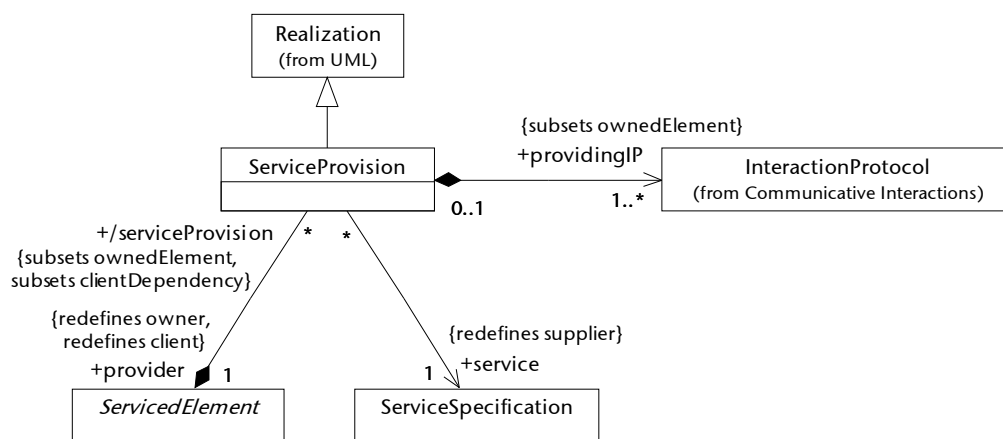 Realization
(from UML)
{subsets ownedElement}
+providingIP
ServiceProvision
InteractionProtocol
(from Communicative Interactions)
0..1
1..*
+/serviceProvision
*
*
{subsets ownedElement,
subsets clientDependency}
{redefines owner,
redefines client}
+provider
1
{redefines supplier}
1
+service
ServicedElement
ServiceSpecification